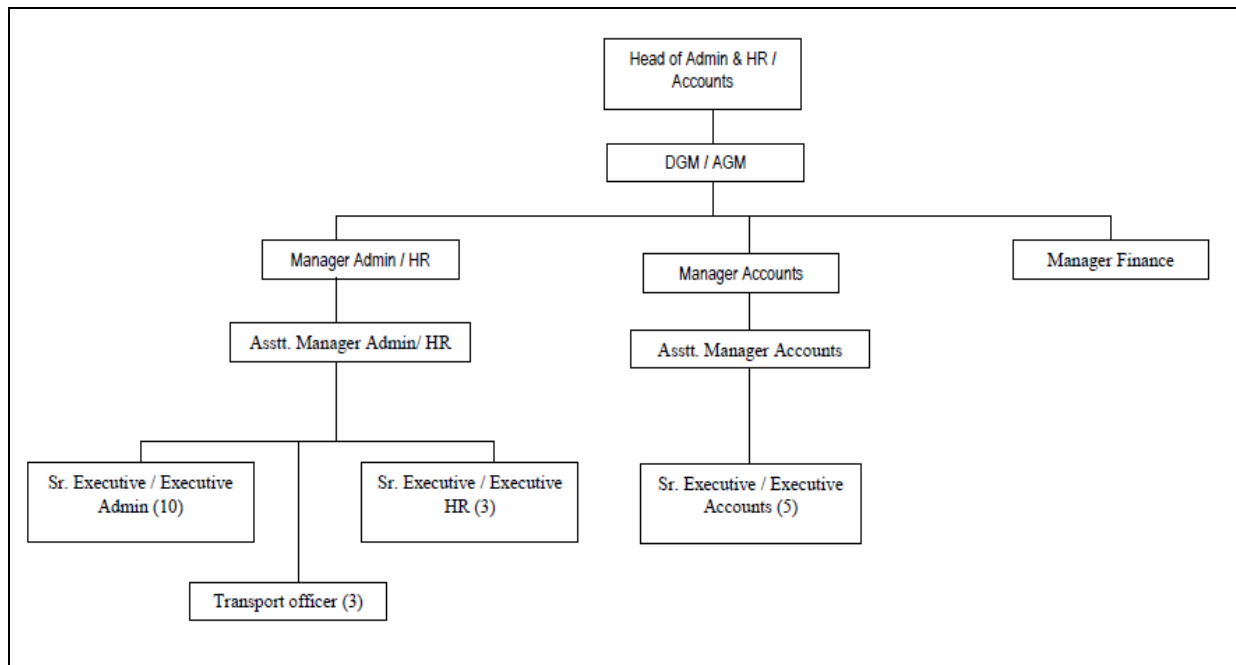 Head of Admin & HR /
Accounts
DGM / AGM
Manager Admin / HR
Manager Accounts
Manager Finance
Asstt. Manager Admin/ HR
Asstt. Manager Accounts
Sr. Executive / Executive
Admin (10)
Sr. Executive / Executive
HR (3)
Sr. Executive / Executive
Accounts (5)
Transport officer (3)